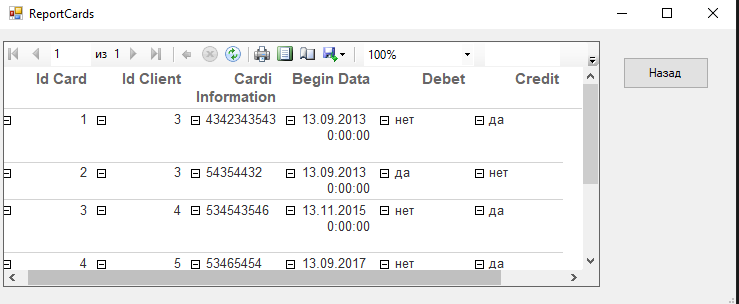 ReportCards
1 из 1 100%
Id Card Id Client Cardi Information Begin Data Debet Credit
Назад
1 3 4342343543 13.09.2013 0:00:00 нет да
2 3 54354432 13.09.2013 0:00:00 да нет
3 4 534543546 13.11.2015 0:00:00 нет да
4 5 53465454 13.09.2017 нет да